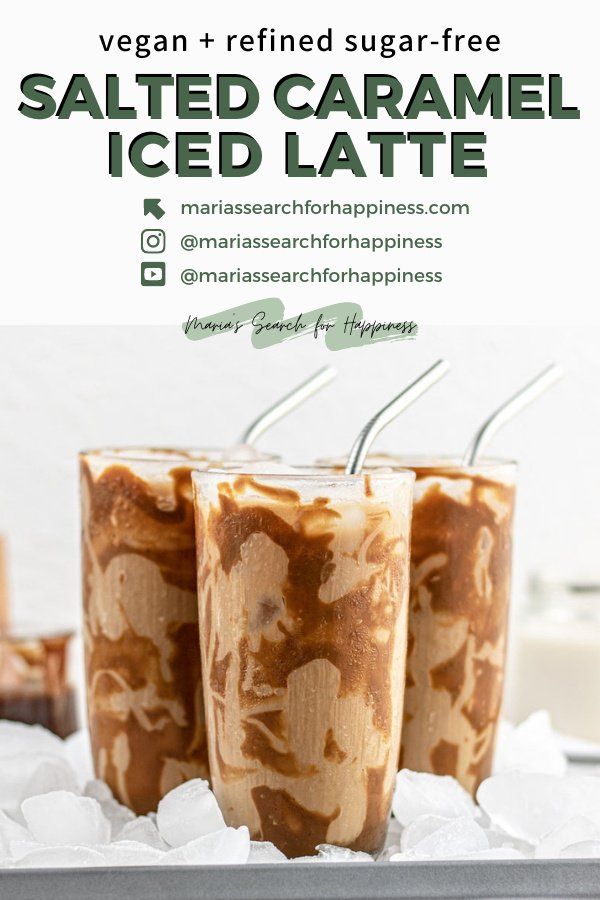 vegan + refined sugar-free
SALTED CARAMEL
ICED LATTE
mariassearchforhappiness.com
@mariassearchforhappiness
@mariassearchforhappiness
Maria's Search for Happiness